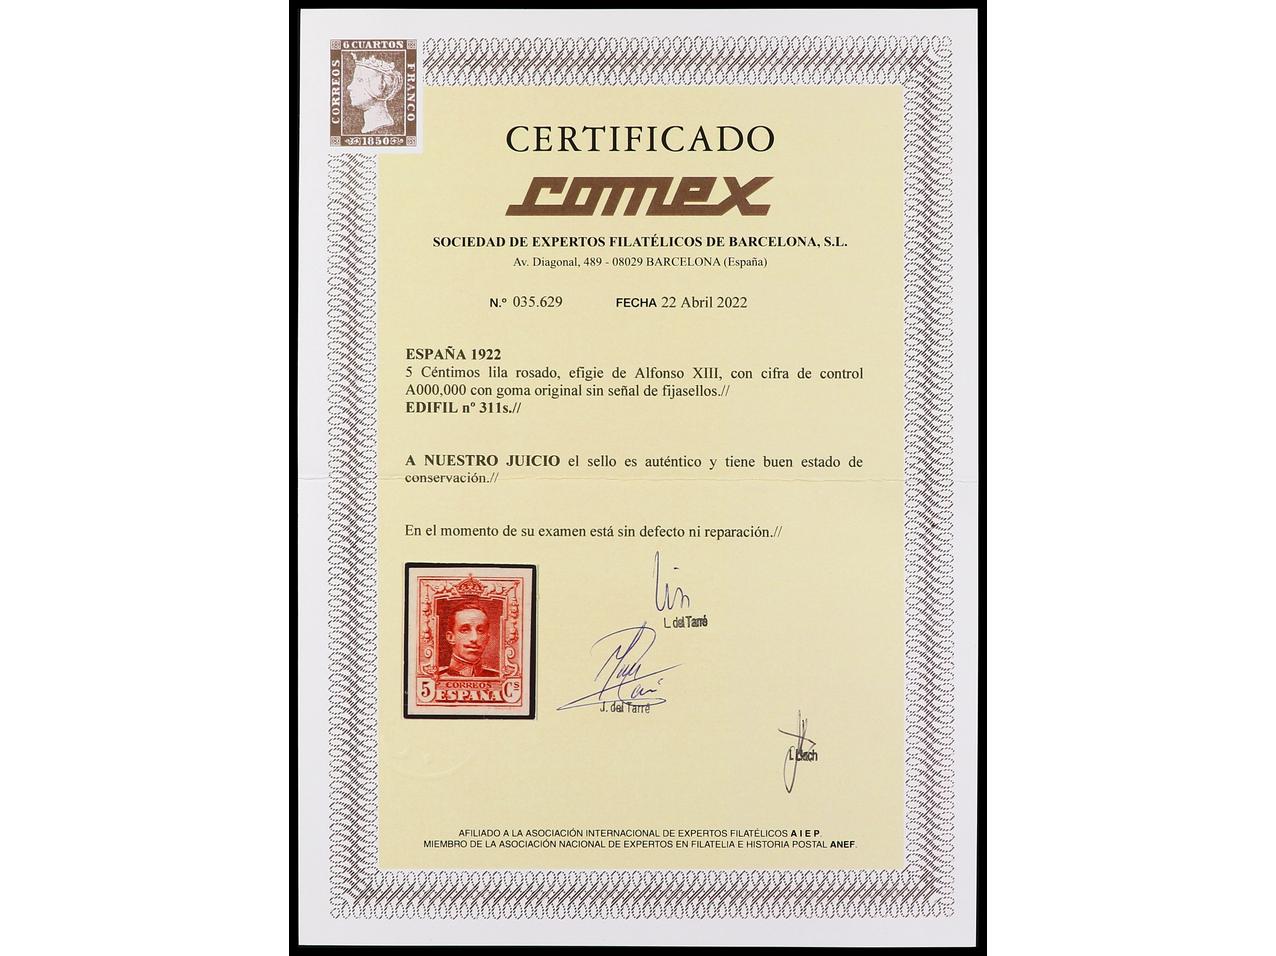 6 CUARTOS
CORREOS
FRANCO
1850
CERTIFICADO
comex
SOCIEDAD DE EXPERTOS FILATÉLICOS DE BARCELONA, S.L.
Av. Diagonal, 489 - 08029 BARCELONA (España)
N.º 035.629 FECHA 22 Abril 2022
ESPAÑA 1922
5 Céntimos lila rosado, efigie de Alfonso XIII, con cifra de control
A000,000 con goma original sin señal de fijasellos.//
EDIFIL nº 311s.//
A NUESTRO JUICIO el sello es auténtico y tiene buen estado de
conservación.//
En el momento de su examen está sin defecto ni reparación.//
CORREOS
5 ESPAÑA Cs
L. del Tarré
J. del Tarré
L. Llach
AFILIADO A LA ASOCIACIÓN INTERNACIONAL DE EXPERTOS FILATÉLICOS A I E P.
MIEMBRO DE LA ASOCIACIÓN NACIONAL DE EXPERTOS EN FILATELIA E HISTORIA POSTAL ANEF.